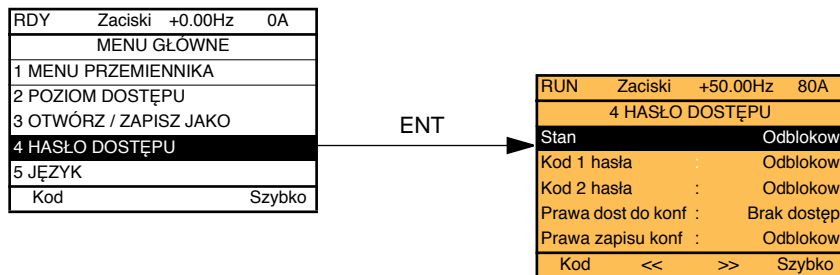 RDY Zaciski +0.00Hz 0A
MENU GŁÓWNE
1 MENU PRZEMIENNIKA
2 POZIOM DOSTĘPU
3 OTWÓRZ / ZAPISZ JAKO
4 HASŁO DOSTĘPU
5 JĘZYK
Kod Szybko
ENT
RUN Zaciski +50.00Hz 80A
4 HASŁO DOSTĘPU
Stan Odblokow
Kod 1 hasła : Odblokow
Kod 2 hasła : Odblokow
Prawa dost do konf : Brak dostęp
Prawa zapisu konf : Odblokow
Kod << >> Szybko